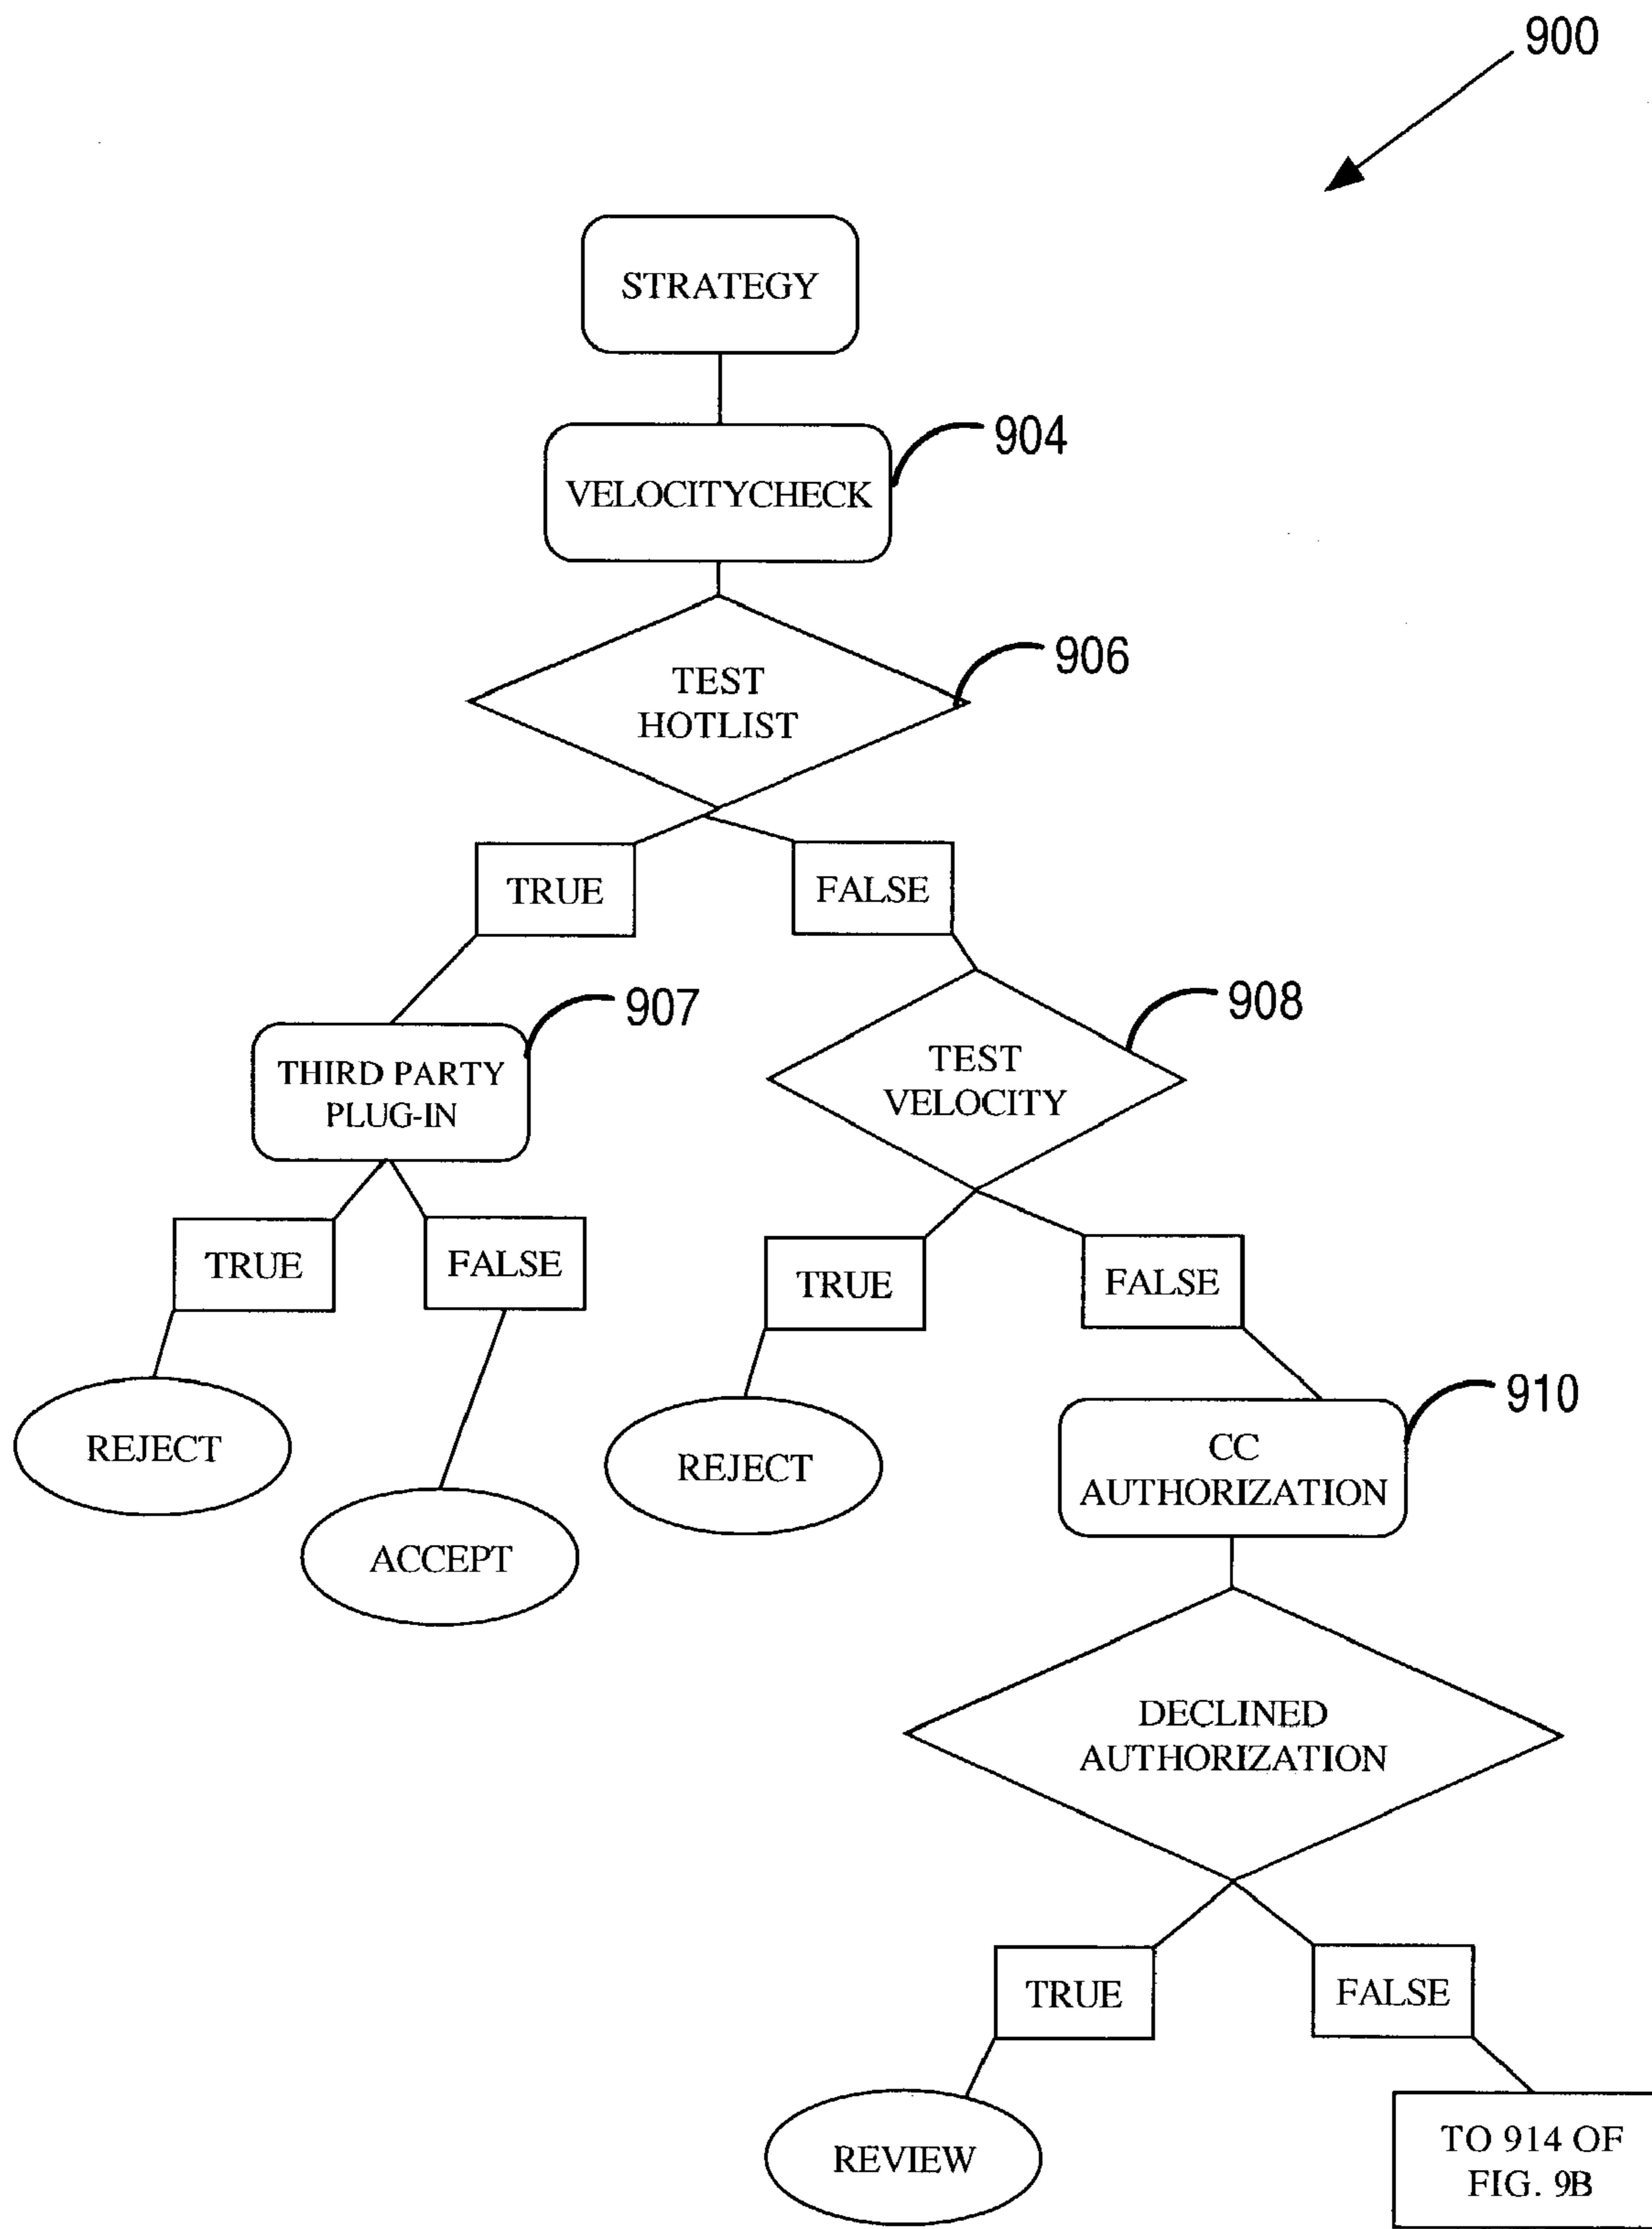 900
STRATEGY
904
VELOCITYCHECK
906
TEST
HOTLIST
TRUE
FALSE
907
908
THIRD PARTY
PLUG-IN
TEST
VELOCITY
TRUE
FALSE
TRUE
FALSE
910
REJECT
REJECT
CC
AUTHORIZATION
ACCEPT
DECLINED
AUTHORIZATION
TRUE
FALSE
REVIEW
TO 914 OF
FIG. 9B